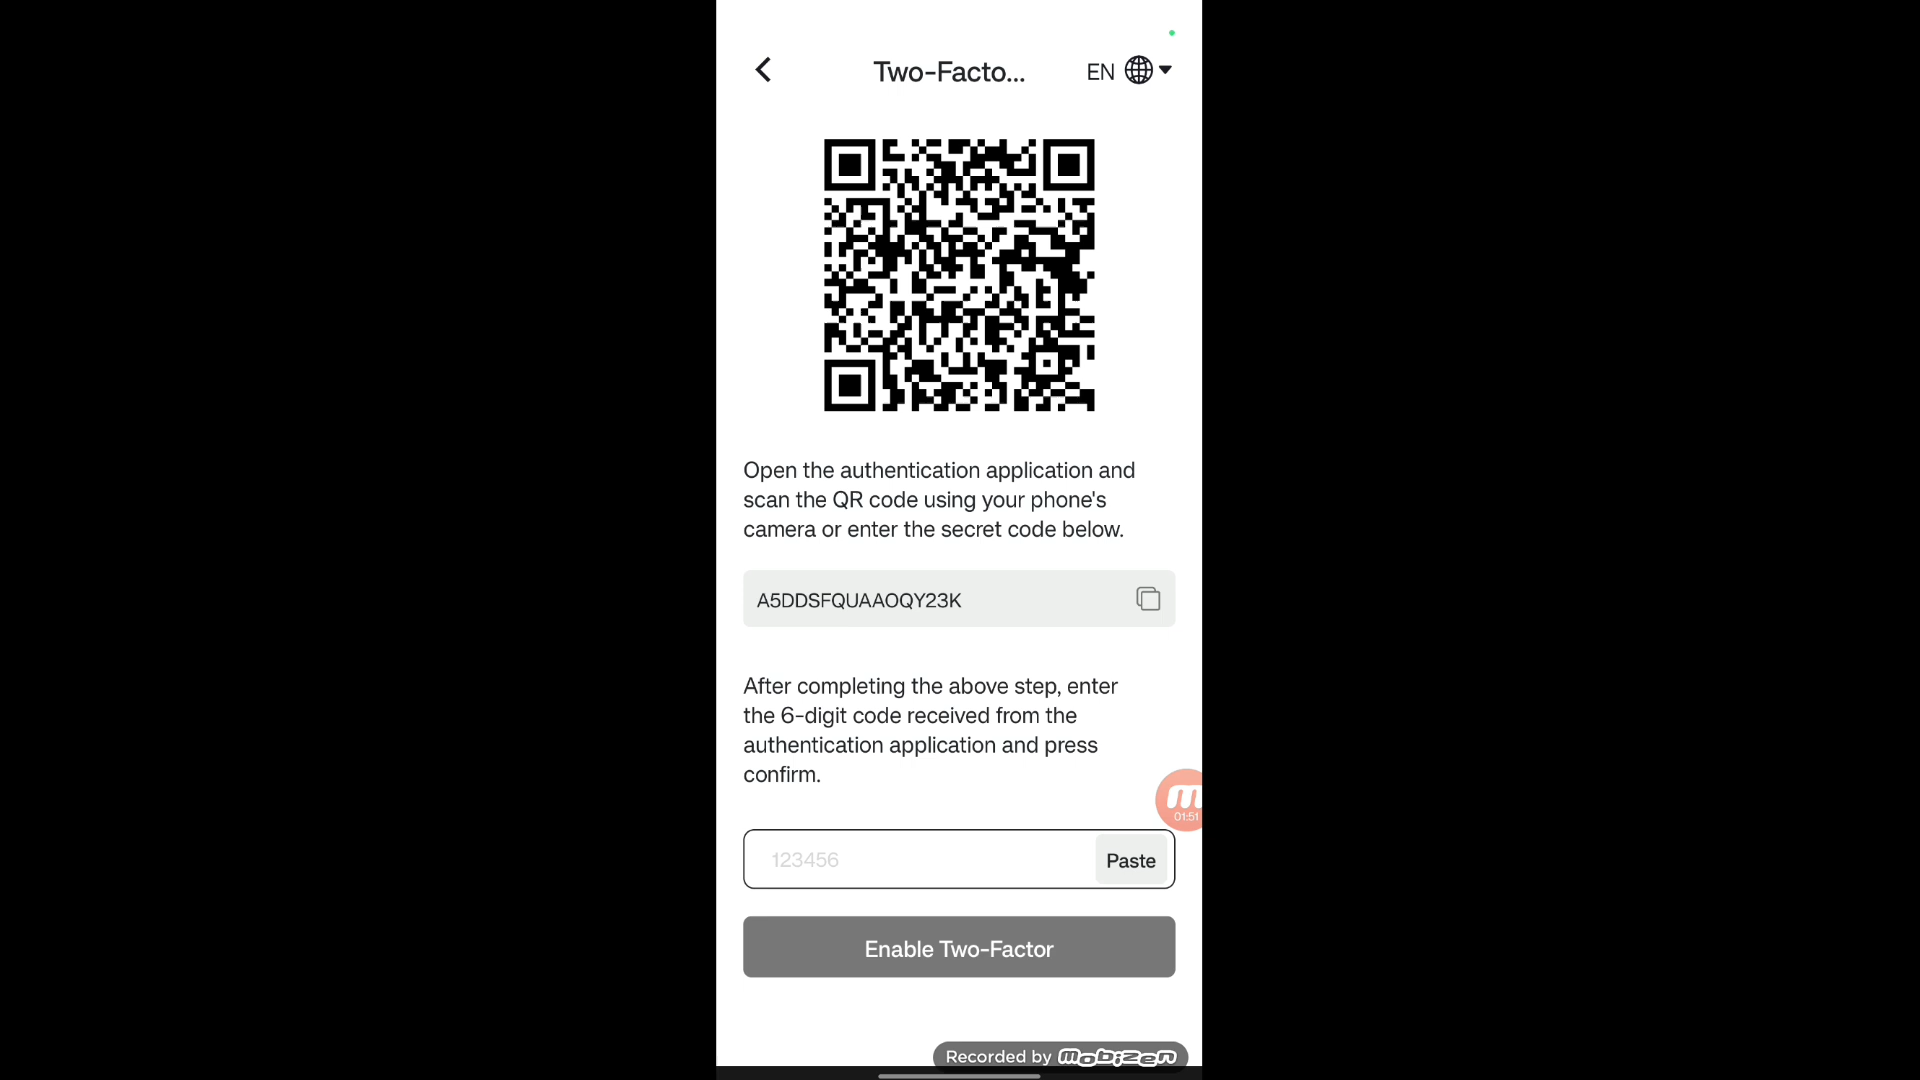 Two-Facto...
EN
Open the authentication application and
scan the QR code using your phone's
camera or enter the secret code below.
A5DDSFQUAAOQY23K
After completing the above step, enter
the 6-digit code received from the
authentication application and press
confirm.
01:51
123456
Paste
Enable Two-Factor
Recorded by mobizen